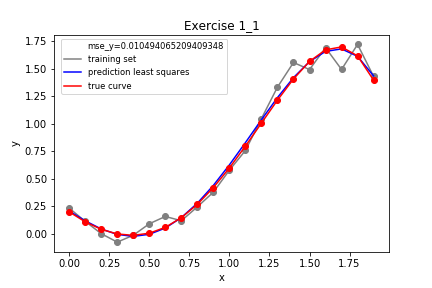 Exercise 1_1
mse_y=0.010494065209409348
training set
prediction least squares
true curve
1.75
1.50
1.25
1.00
0.75
0.50
0.25
0.00
y
0.00 0.25 0.50 0.75 1.00 1.25 1.50 1.75
x